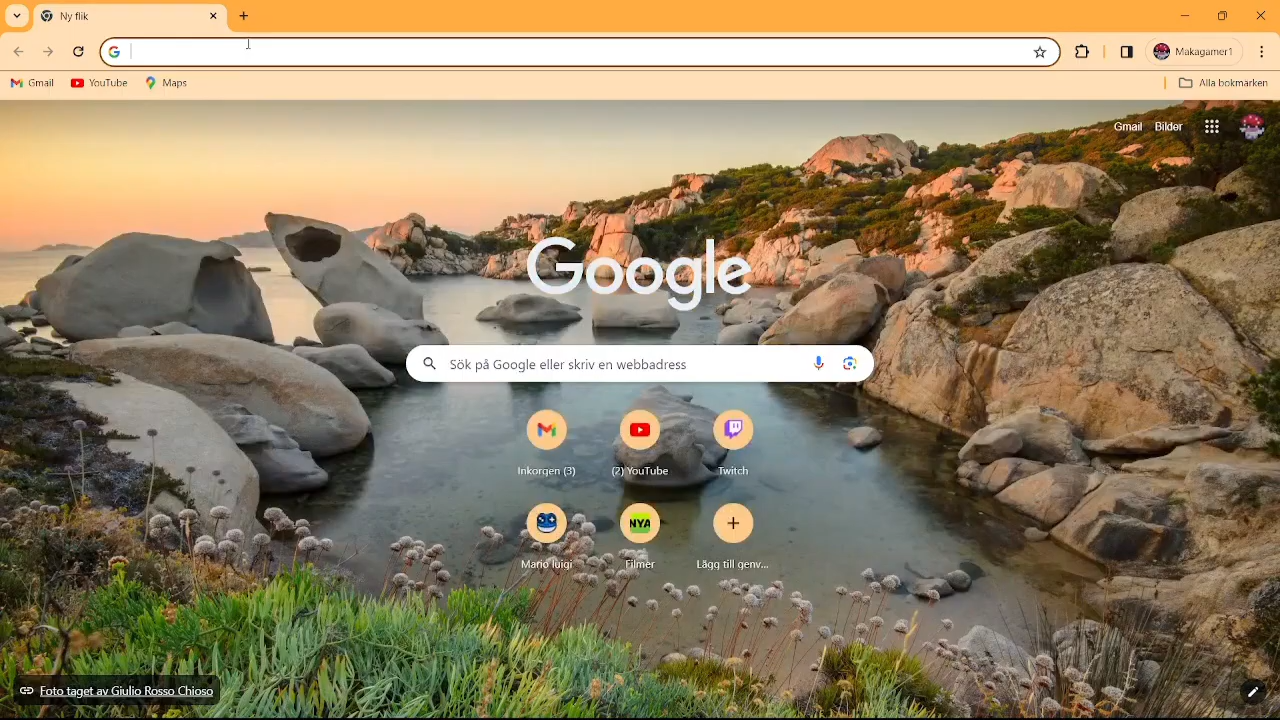 Ny flik
Makagamer1
Gmail
YouTube
Maps
Alla bokmärken
Gmail
Bilder
Google
Sök på Google eller skriv en webbadress
Inkorgen (3)
(2) YouTube
Twitch
NYA
Mario luigi
Filmer
Lägg till genv...
Foto taget av Giulio Rosso Chioso